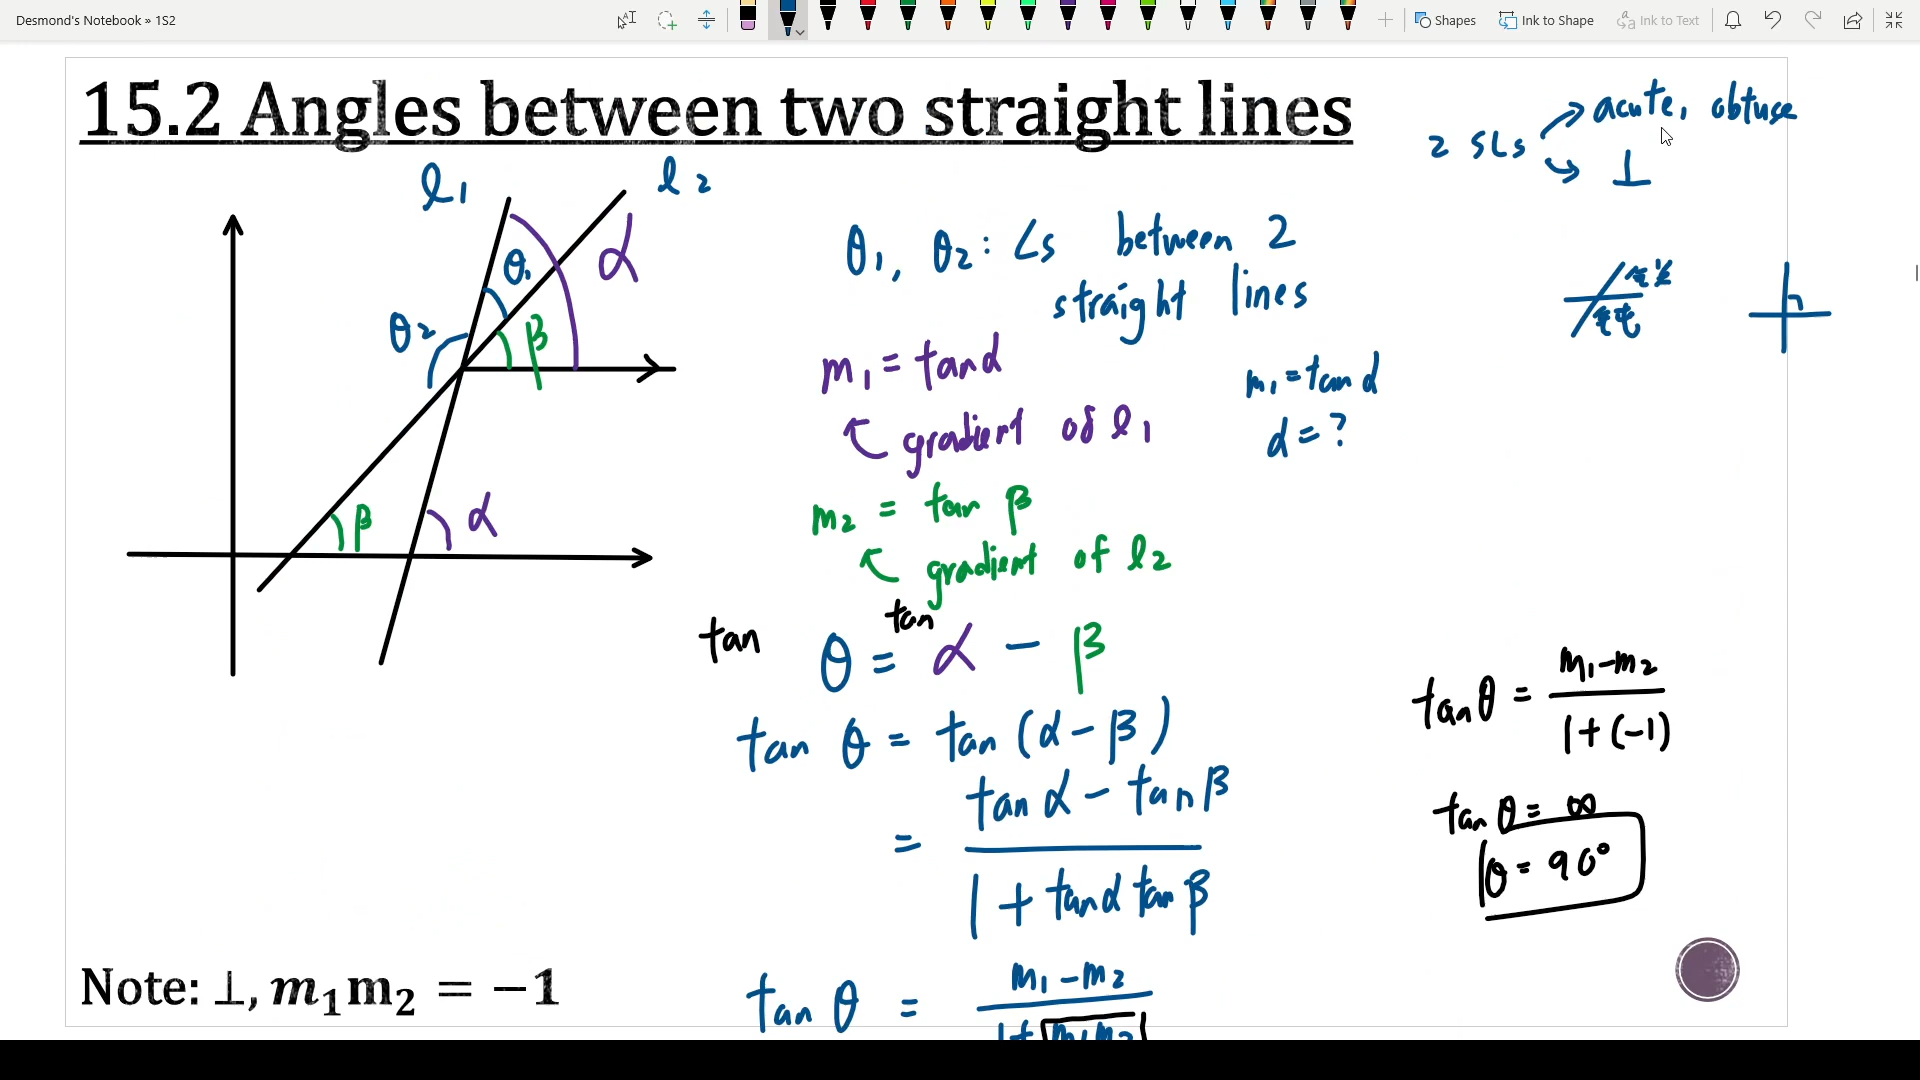 Desmond's Notebook » 1S2
Shapes
Ink to Shape
Ink to Text
15.2 Angles between two straight lines
2 SLs
acute, obtuse
⊥
l1
l2
θ1
α
θ2
β
β
α
θ1, θ2: ∠s between 2
straight lines
m1 = tan α
gradient of l1
m1 = tan α
α = ?
m2 = tan β
gradient of l2
tan
tan
θ = α − β
tan θ = tan (α − β)
tan α − tan β
=
1 + tan α tan β
m1 − m2
tan θ =
1 + m1m2
m1 − m2
tan θ =
1 + (−1)
tan θ = ∞
θ = 90°
Note: ⊥, m1m2 = −1